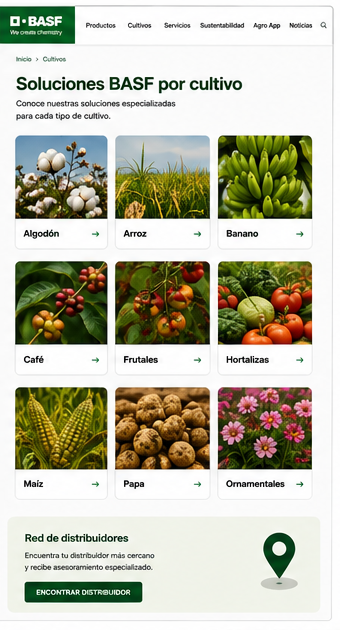 BASF
We create chemistry
Productos Cultivos Servicios Sustentabilidad Agro App Noticias
Inicio > Cultivos
Soluciones BASF por cultivo
Conoce nuestras soluciones especializadas
para cada tipo de cultivo.
Algodón → Arroz → Banano →
Café → Frutales → Hortalizas →
Maíz → Papa → Ornamentales →
Red de distribuidores
Encuentra tu distribuidor más cercano
y recibe asesoramiento especializado.
ENCONTRAR DISTRIBUIDOR